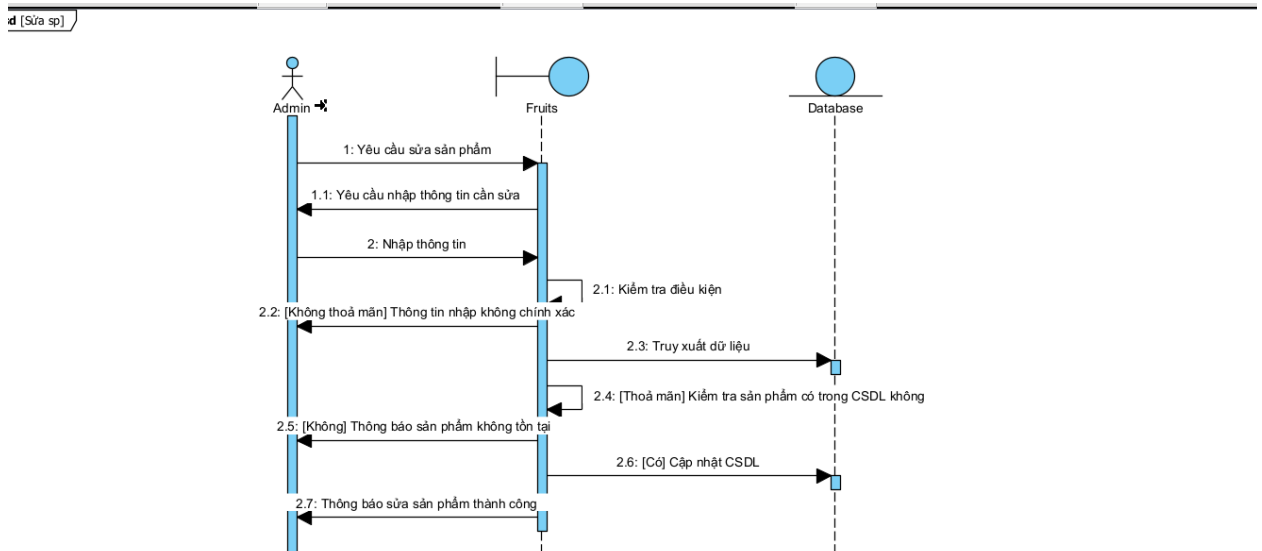 sd [Sửa sp]
Admin
Fruits
Database
1: Yêu cầu sửa sản phẩm
1.1: Yêu cầu nhập thông tin cần sửa
2: Nhập thông tin
2.1: Kiểm tra điều kiện
2.2: [Không thoả mãn] Thông tin nhập không chính xác
2.3: Truy xuất dữ liệu
2.4: [Thoả mãn] Kiểm tra sản phẩm có trong CSDL không
2.5: [Không] Thông báo sản phẩm không tồn tại
2.6: [Có] Cập nhật CSDL
2.7: Thông báo sửa sản phẩm thành công